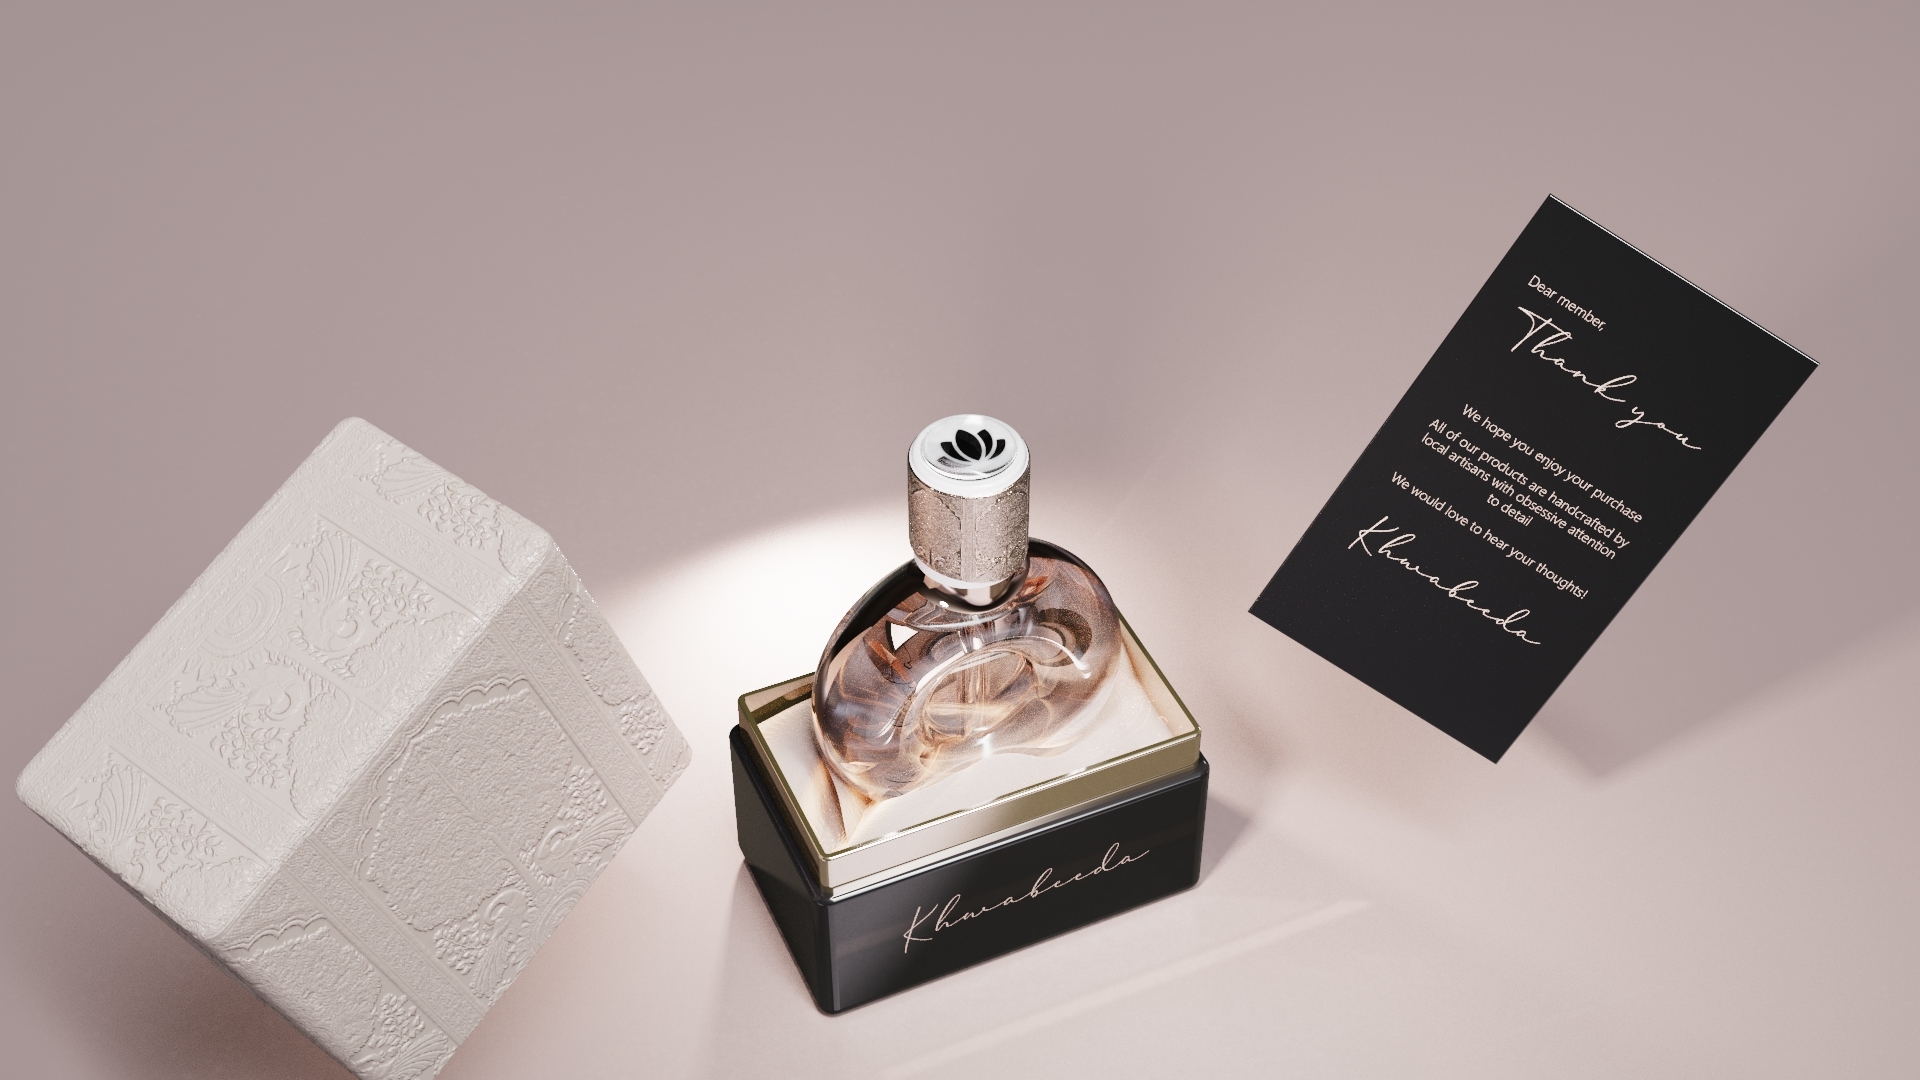 Khwabeeda
Dear member,
Thank you
We hope you enjoy your purchase
All of our products are handcrafted by
local artisans with obsessive attention
to detail
We would love to hear your thoughts!
Khwabeeda